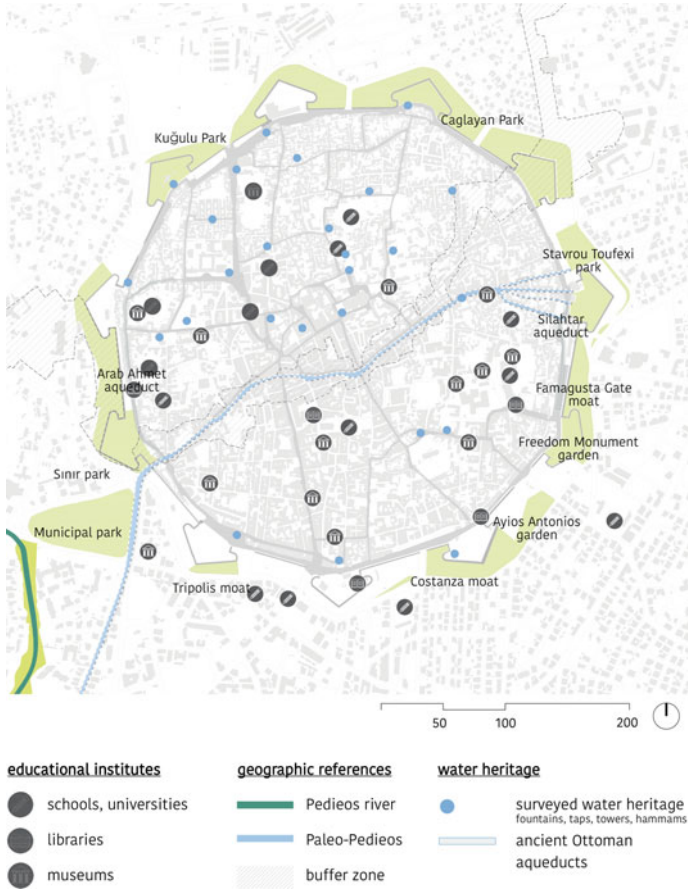 Kuğulu Park
Caglayan Park
Stavrou Toufexi
park
Silahtar
aqueduct
Arab Ahmet
aqueduct
Famagusta Gate
moat
Freedom Monument
garden
Sınır park
Municipal park
Ayios Antonios
garden
Tripolis moat
Costanza moat
50
100
200
educational institutes
schools, universities
libraries
museums
geographic references
Pedieos river
Paleo-Pedieos
buffer zone
water heritage
surveyed water heritage
fountains, taps, towers, hammams
ancient Ottoman
aqueducts